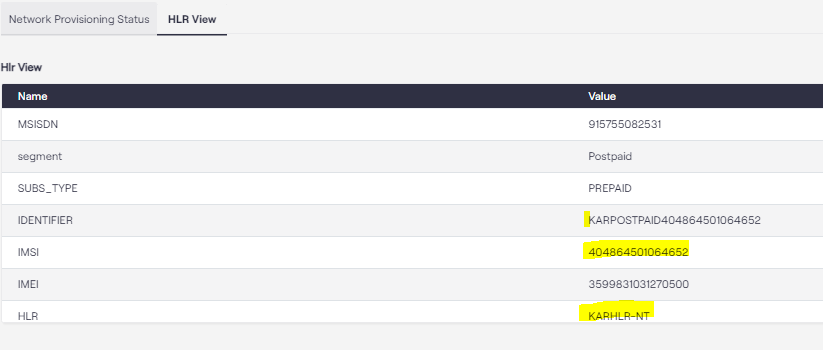 Network Provisioning Status HLR View
Hlr View
Name Value
MSISDN 915755082531
segment Postpaid
SUBS_TYPE PREPAID
IDENTIFIER KARPOSTPAID404864501064652
IMSI 404864501064652
IMEI 3599831031270500
HLR KARHLR-NT